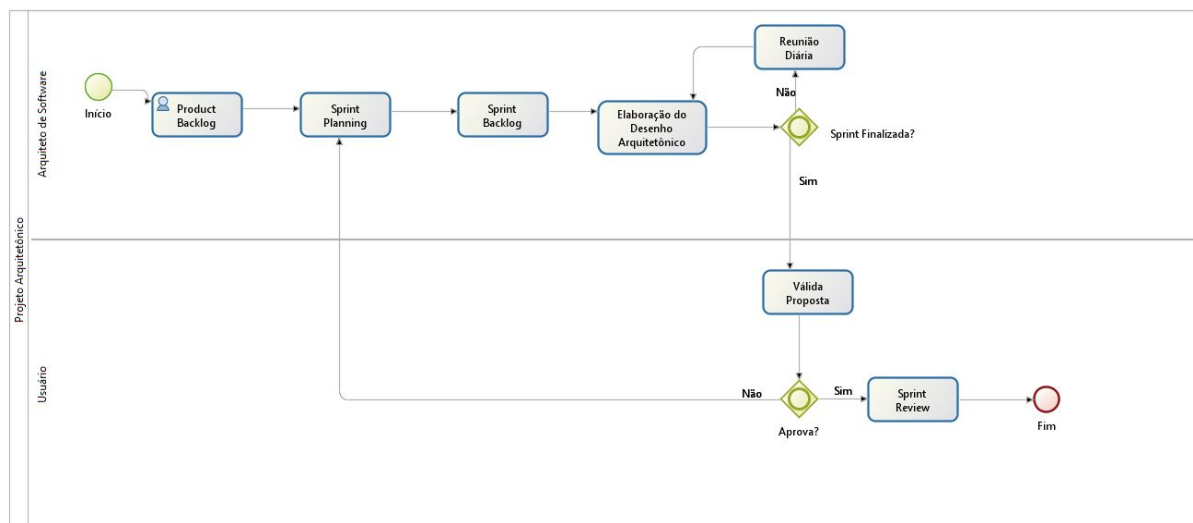 Projeto Arquitetônico
Arquiteto de Software
Início
Product
Backlog
Sprint
Planning
Sprint
Backlog
Elaboração do
Desenho
Arquitetônico
Reunião
Diária
Não
Sprint Finalizada?
Sim
Usuário
Válida
Proposta
Não
Sim
Aprova?
Sprint
Review
Fim